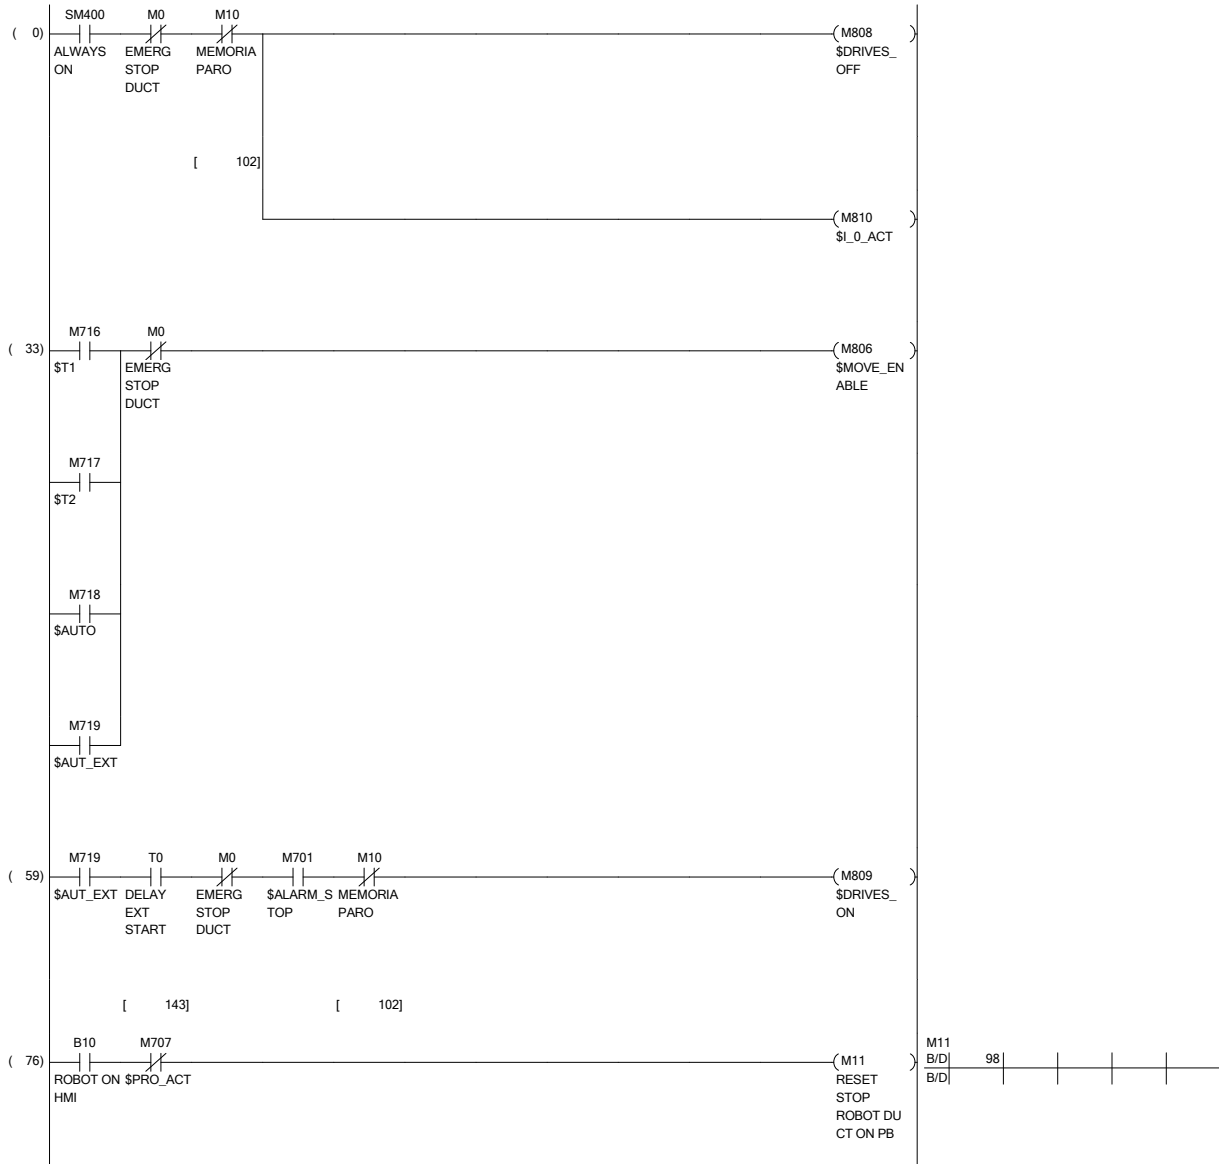 SM400 M0 M10
( 0) ( M808 )
ALWAYS EMERG MEMORIA $DRIVES_
ON STOP PARO OFF
DUCT
[ 102]
( M810 )
$I_0_ACT
M716 M0
( 33) ( M806 )
$T1 EMERG $MOVE_EN
STOP ABLE
DUCT
M717
$T2
M718
$AUTO
M719
$AUT_EXT
M719 T0 M0 M701 M10
( 59) ( M809 )
$AUT_EXT DELAY EMERG $ALARM_S MEMORIA $DRIVES_
EXT STOP TOP PARO ON
START DUCT
[ 143] [ 102]
B10 M707 M11
( 76) ( M11 ) B/D 98
ROBOT ON $PRO_ACT RESET B/D
HMI STOP
ROBOT DU
CT ON PB